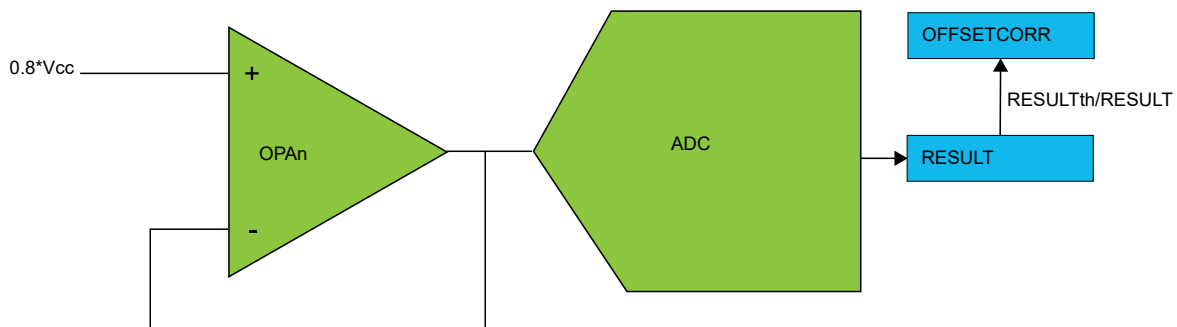 OFFSETCORR
0.8*Vcc
+
RESULTth/RESULT
OPAn
ADC
RESULT
-